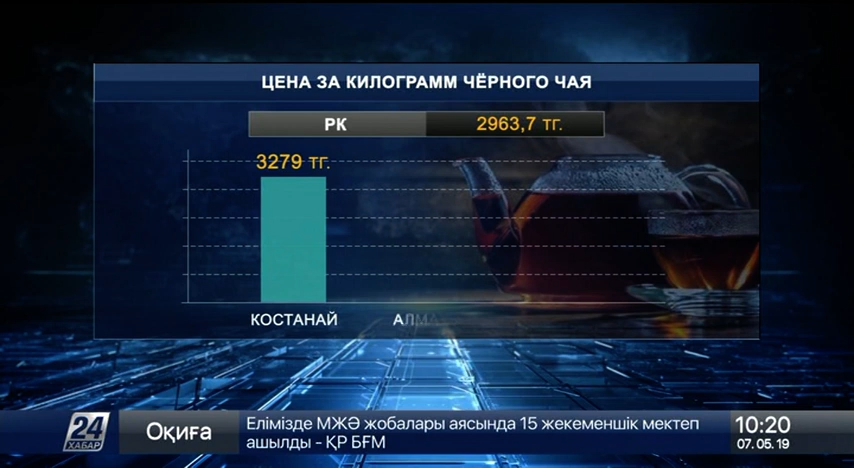 ЦЕНА ЗА КИЛОГРАММ ЧЁРНОГО ЧАЯ
РК 2963,7 тг.
3279 тг.
КОСТАНАЙ
24 ХАБАР
Оқиға
Елімізде МЖӘ жобалары аясында 15 жекеменшік мектеп
ашылды - ҚР БҒМ
10:20
07.05.19